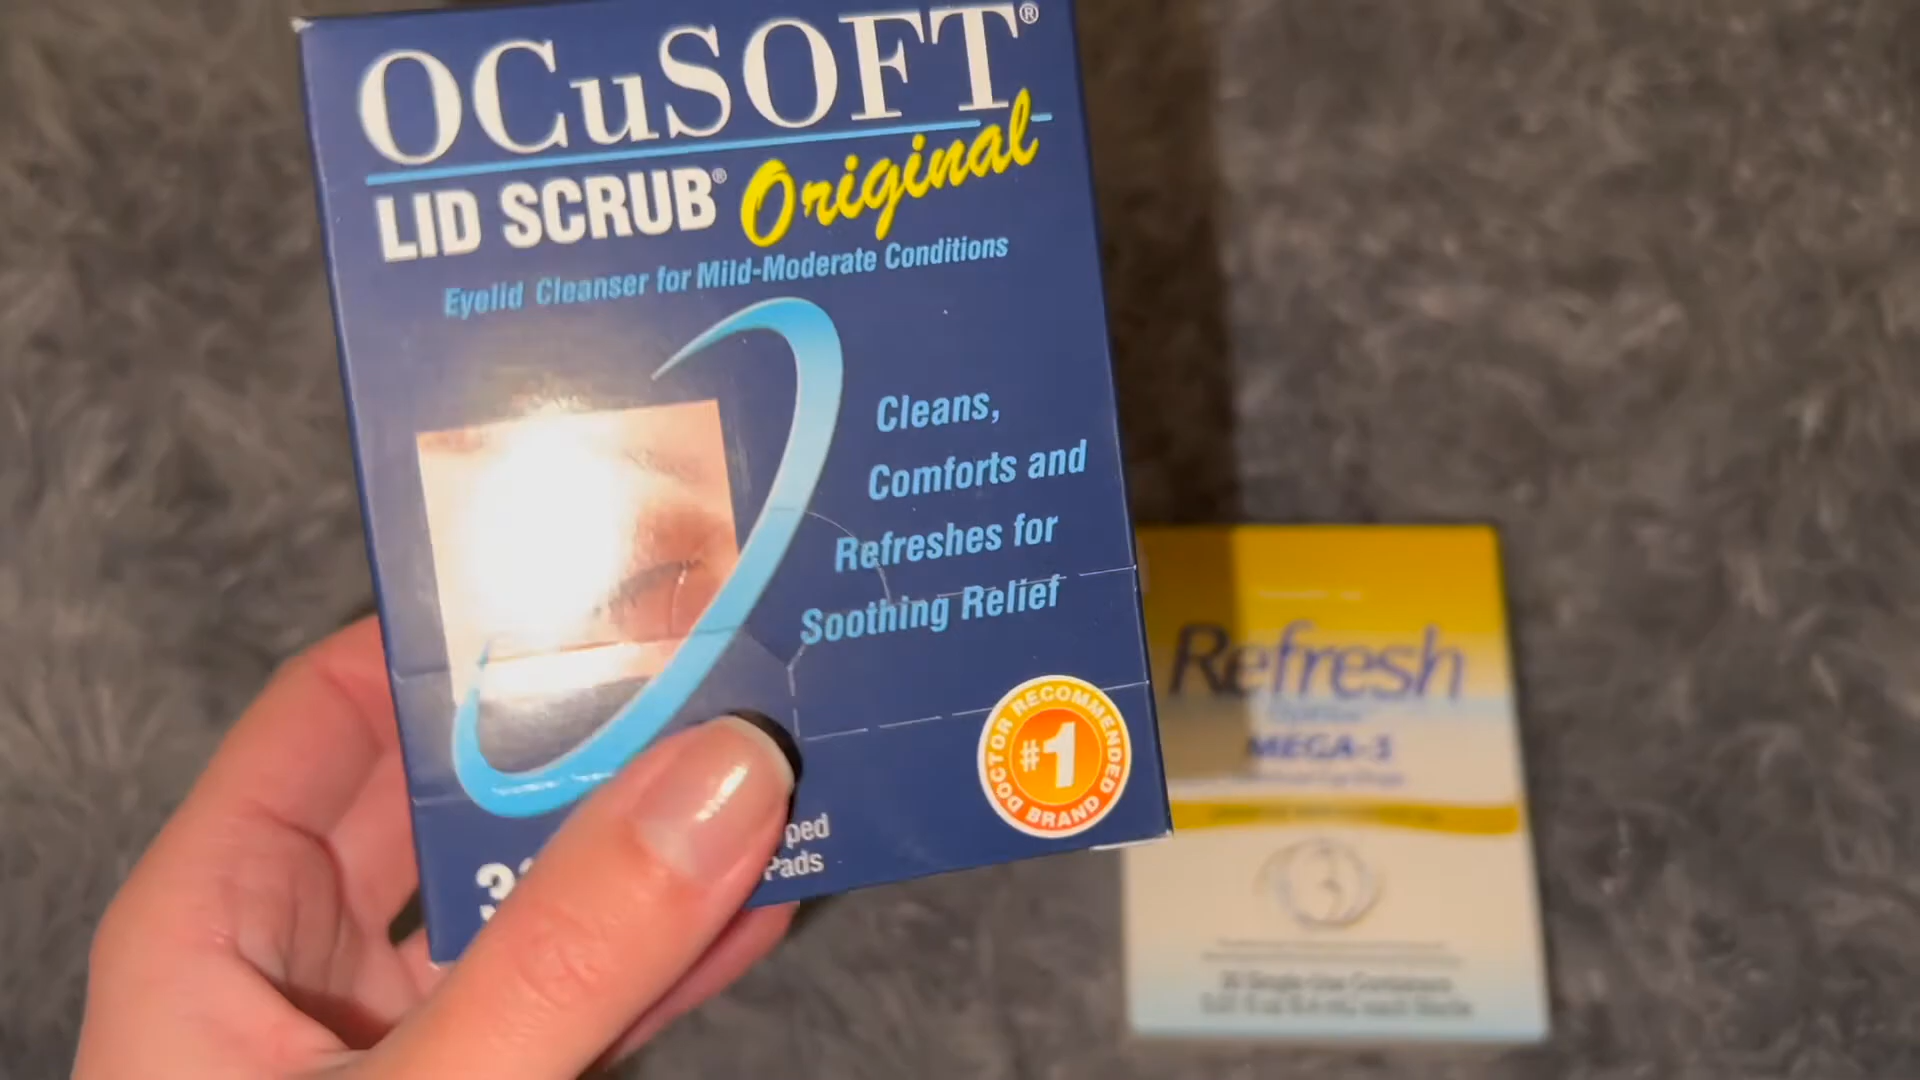 OCuSOFT®
LID SCRUB® Original
Eyelid Cleanser for Mild-Moderate Conditions
Cleans,
Comforts and
Refreshes for
Soothing Relief
DOCTOR RECOMMENDED
#1
BRAND
ped
Pads
Refresh
MEGA-3